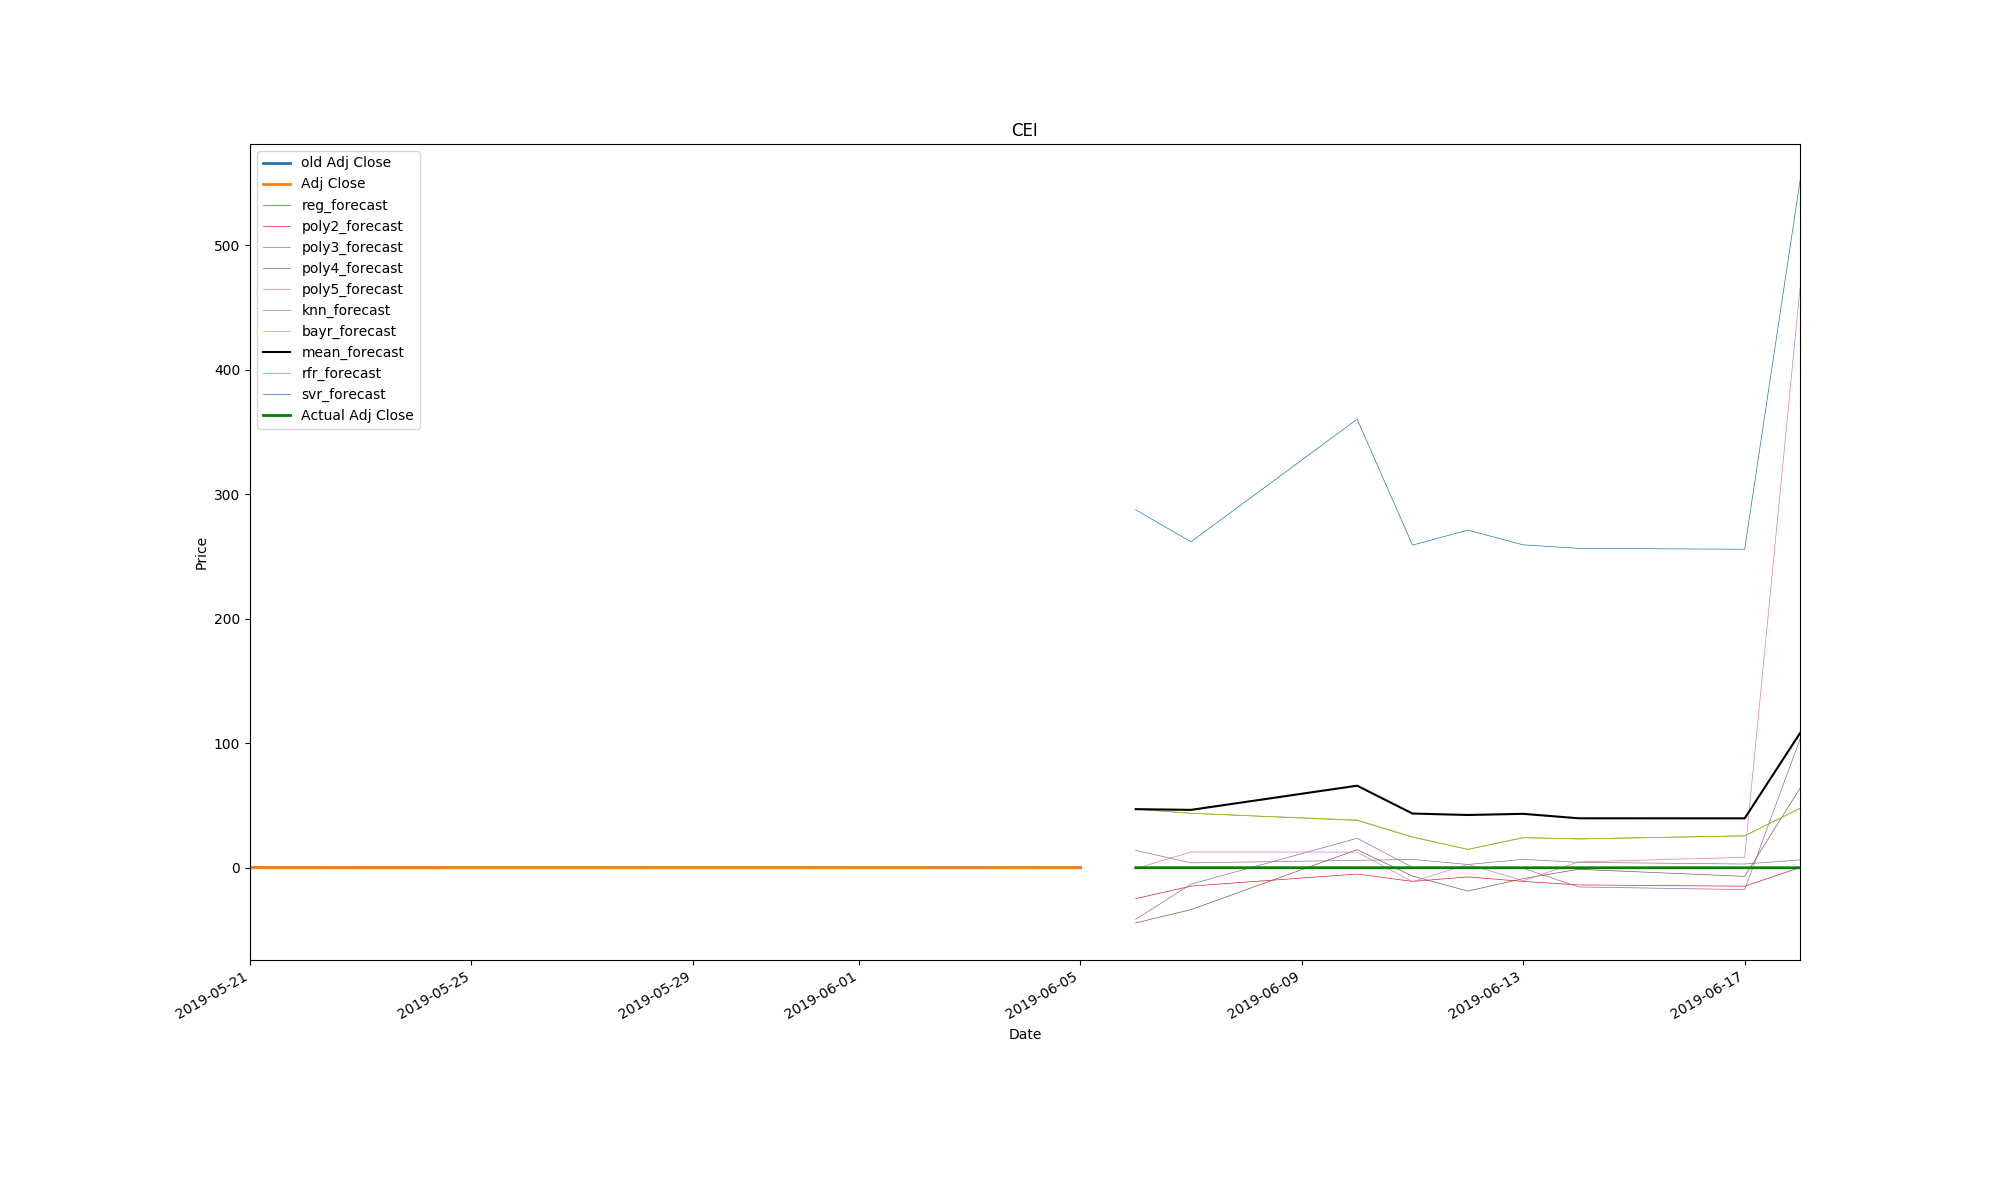 CEI
old Adj Close
Adj Close
reg_forecast
poly2_forecast
poly3_forecast
poly4_forecast
poly5_forecast
knn_forecast
bayr_forecast
mean_forecast
rfr_forecast
svr_forecast
Actual Adj Close
500
400
300
200
100
0
Price
2019-05-21
2019-05-25
2019-05-29
2019-06-01
2019-06-05
2019-06-09
2019-06-13
2019-06-17
Date